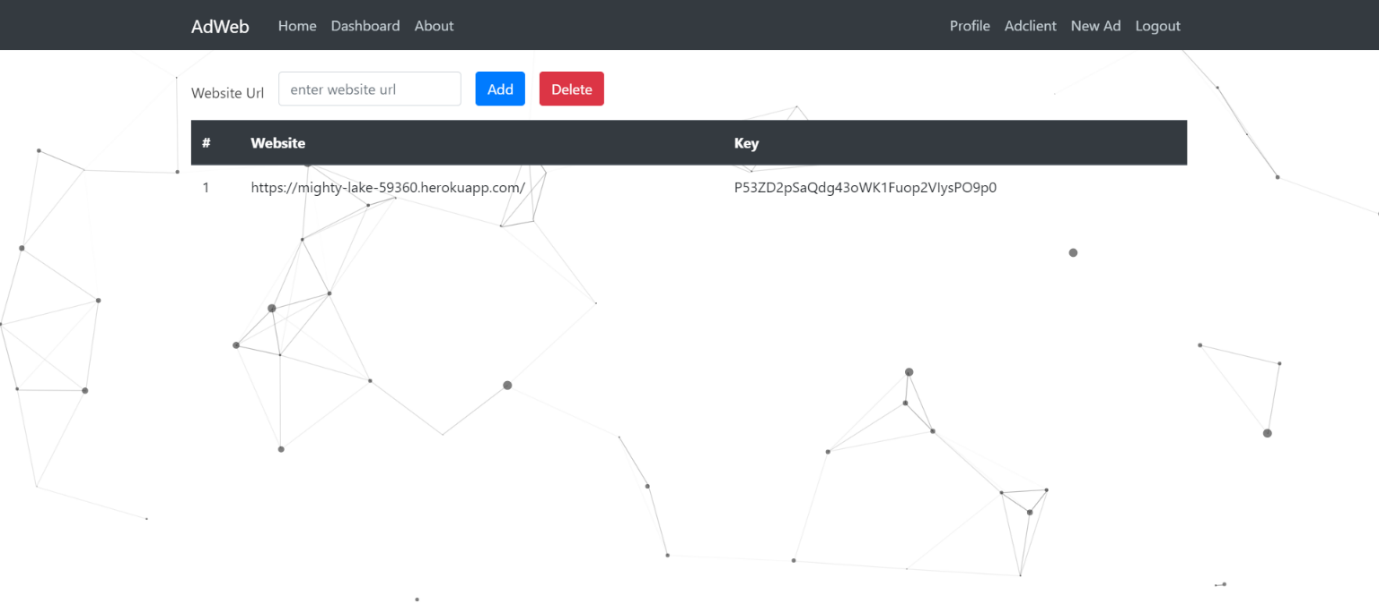 AdWeb Home Dashboard About Profile Adclient New Ad Logout
Website Url enter website url Add Delete
# Website Key
1 https://mighty-lake-59360.herokuapp.com/ P53ZD2pSaQdg43oWK1Fuop2VIysPO9p0